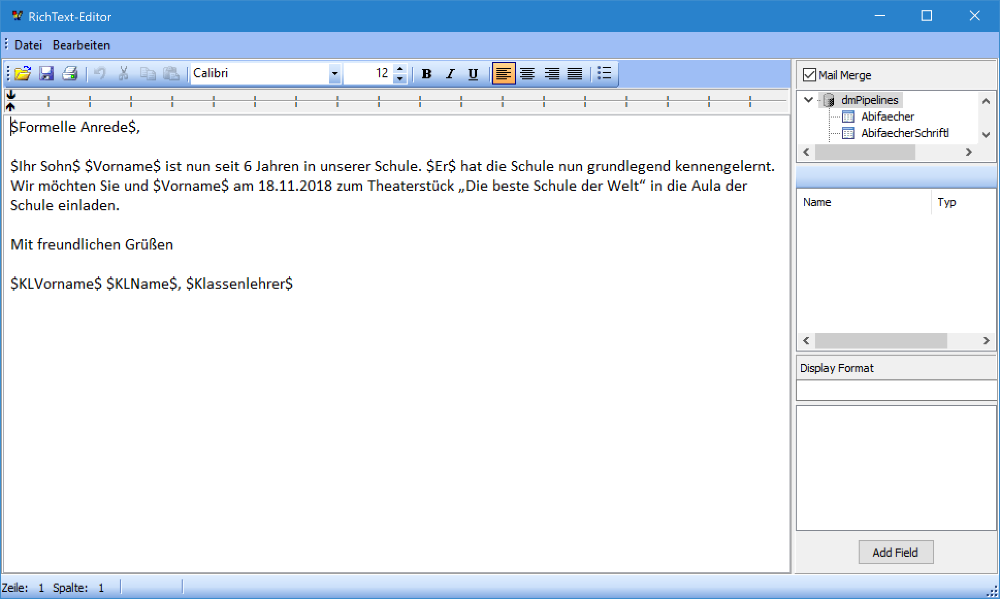 RichText-Editor
Datei Bearbeiten
Calibri 12 B I U
Mail Merge
dmPipelines
Abifaecher
AbifaecherSchriftl
$Formelle Anrede$,
$Ihr Sohn$ $Vorname$ ist nun seit 6 Jahren in unserer Schule. $Er$ hat die Schule nun grundlegend kennengelernt.
Wir möchten Sie und $Vorname$ am 18.11.2018 zum Theaterstück „Die beste Schule der Welt“ in die Aula der
Schule einladen.
Mit freundlichen Grüßen
$KLVorname$ $KLName$, $Klassenlehrer$
Name Typ
Display Format
Add Field
Zeile: 1 Spalte: 1